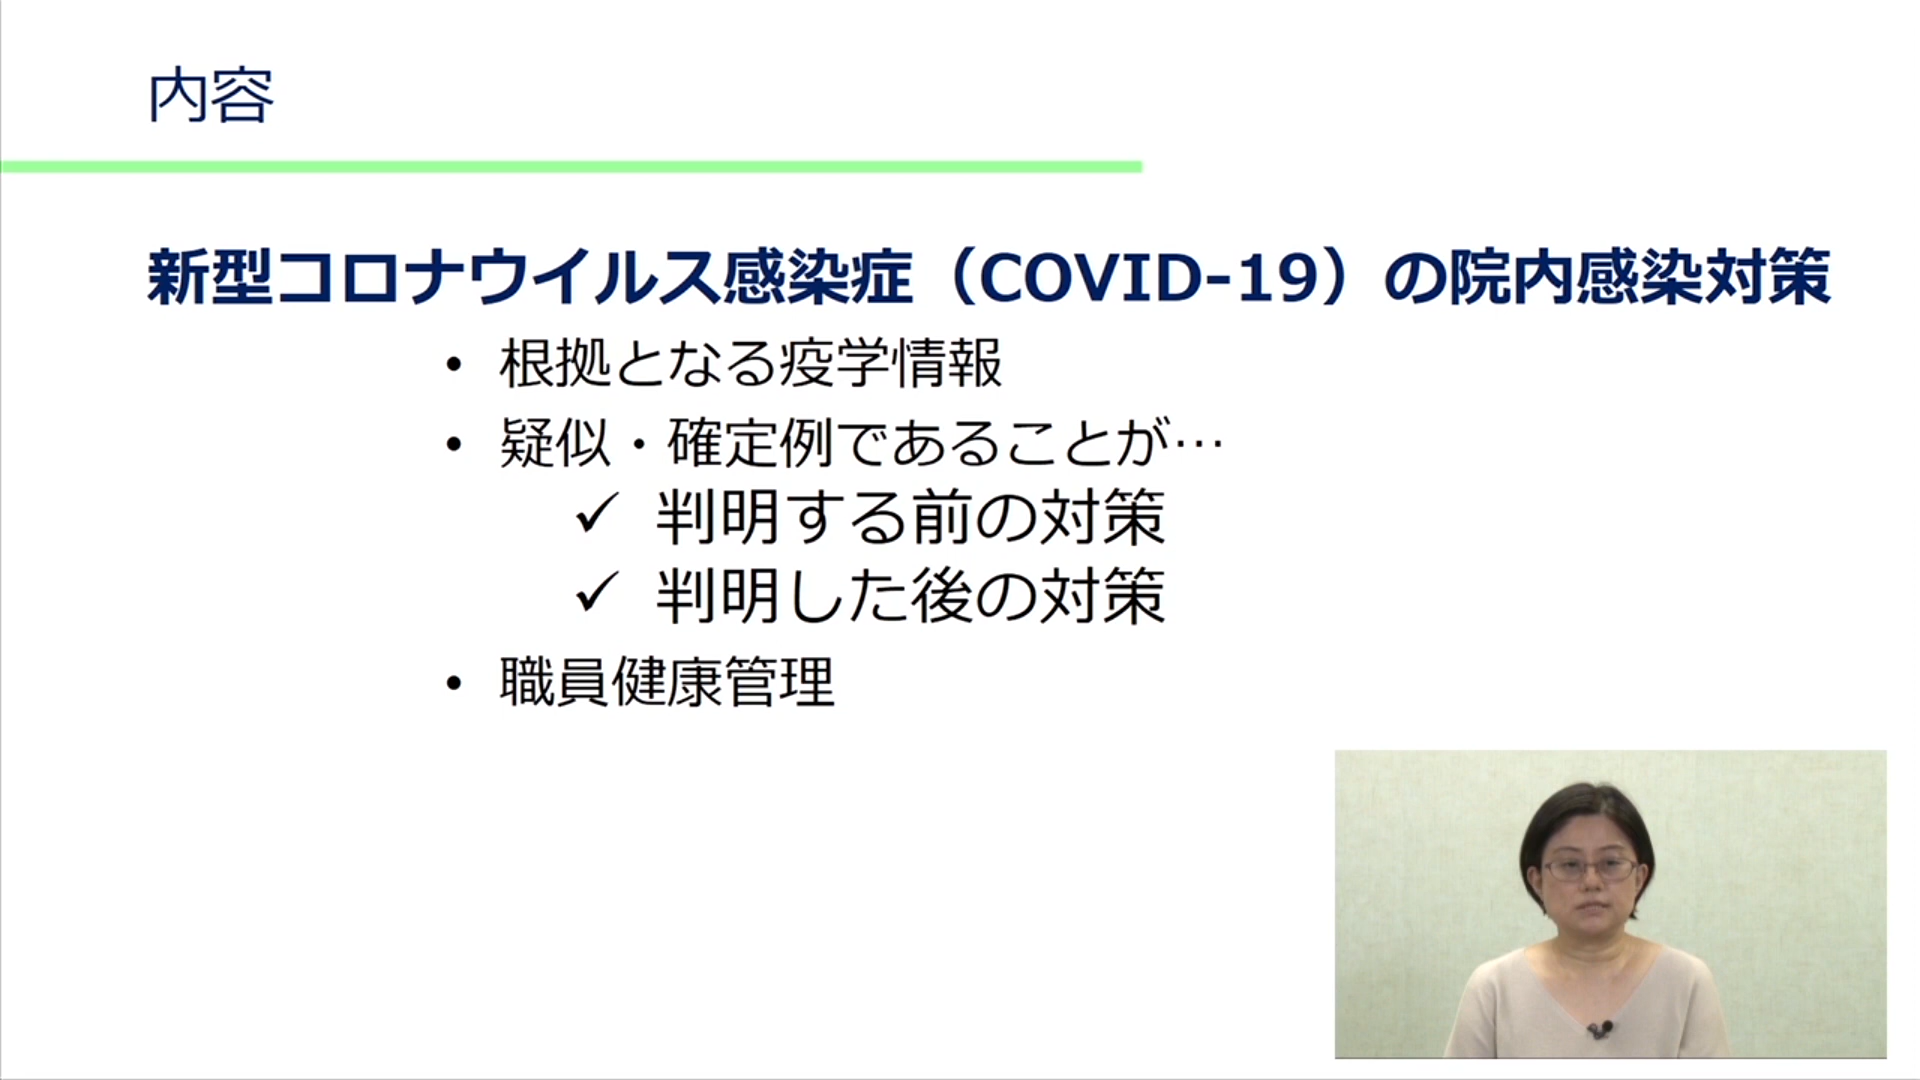 内容
新型コロナウイルス感染症（COVID-19）の院内感染対策
• 根拠となる疫学情報
• 疑似・確定例であることが…
✓ 判明する前の対策
✓ 判明した後の対策
• 職員健康管理